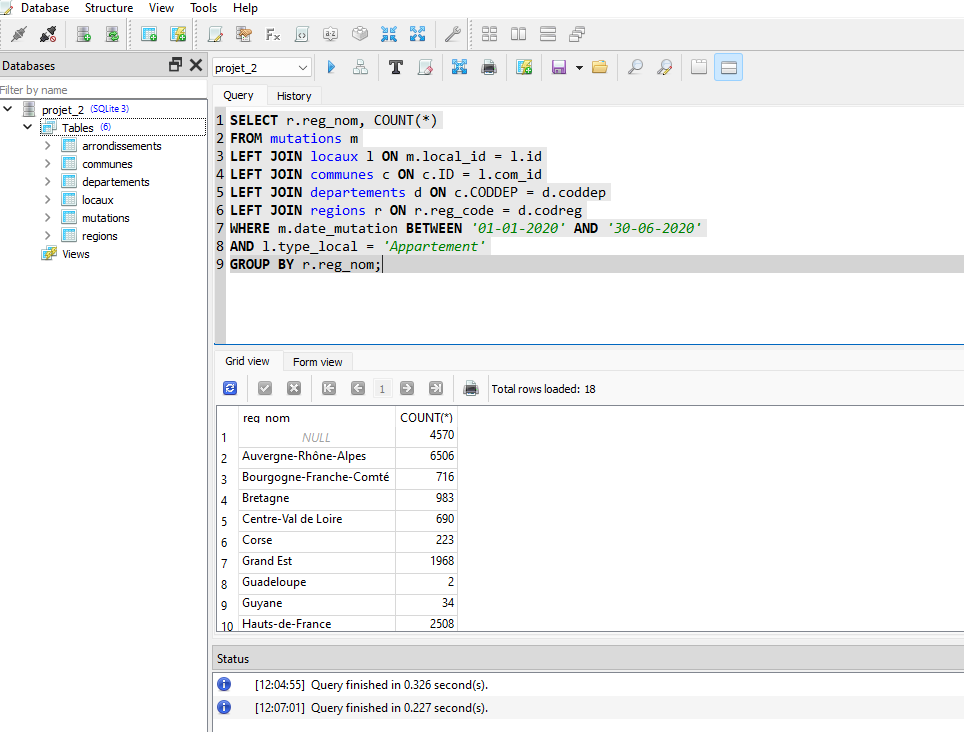 Database Structure View Tools Help
Databases
Filter by name
projet_2 (SQLite 3)
Tables (6)
arrondissements
communes
departements
locaux
mutations
regions
Views
projet_2
Query History
1 SELECT r.reg_nom, COUNT(*)
2 FROM mutations m
3 LEFT JOIN locaux l ON m.local_id = l.id
4 LEFT JOIN communes c ON c.ID = l.com_id
5 LEFT JOIN departements d ON c.CODDEP = d.coddep
6 LEFT JOIN regions r ON r.reg_code = d.codreg
7 WHERE m.date_mutation BETWEEN '01-01-2020' AND '30-06-2020'
8 AND l.type_local = 'Appartement'
9 GROUP BY r.reg_nom;
Grid view Form view
1 Total rows loaded: 18
reg_nom COUNT(*)
1 NULL 4570
2 Auvergne-Rhône-Alpes 6506
3 Bourgogne-Franche-Comté 716
4 Bretagne 983
5 Centre-Val de Loire 690
6 Corse 223
7 Grand Est 1968
8 Guadeloupe 2
9 Guyane 34
10 Hauts-de-France 2508
Status
[12:04:55] Query finished in 0.326 second(s).
[12:07:01] Query finished in 0.227 second(s).